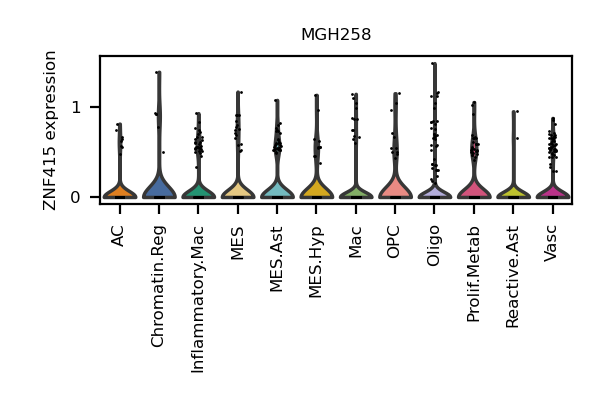 MGH258
ZNF415 expression
1
0
AC
Chromatin.Reg
Inflammatory.Mac
MES
MES.Ast
MES.Hyp
Mac
OPC
Oligo
Prolif.Metab
Reactive.Ast
Vasc